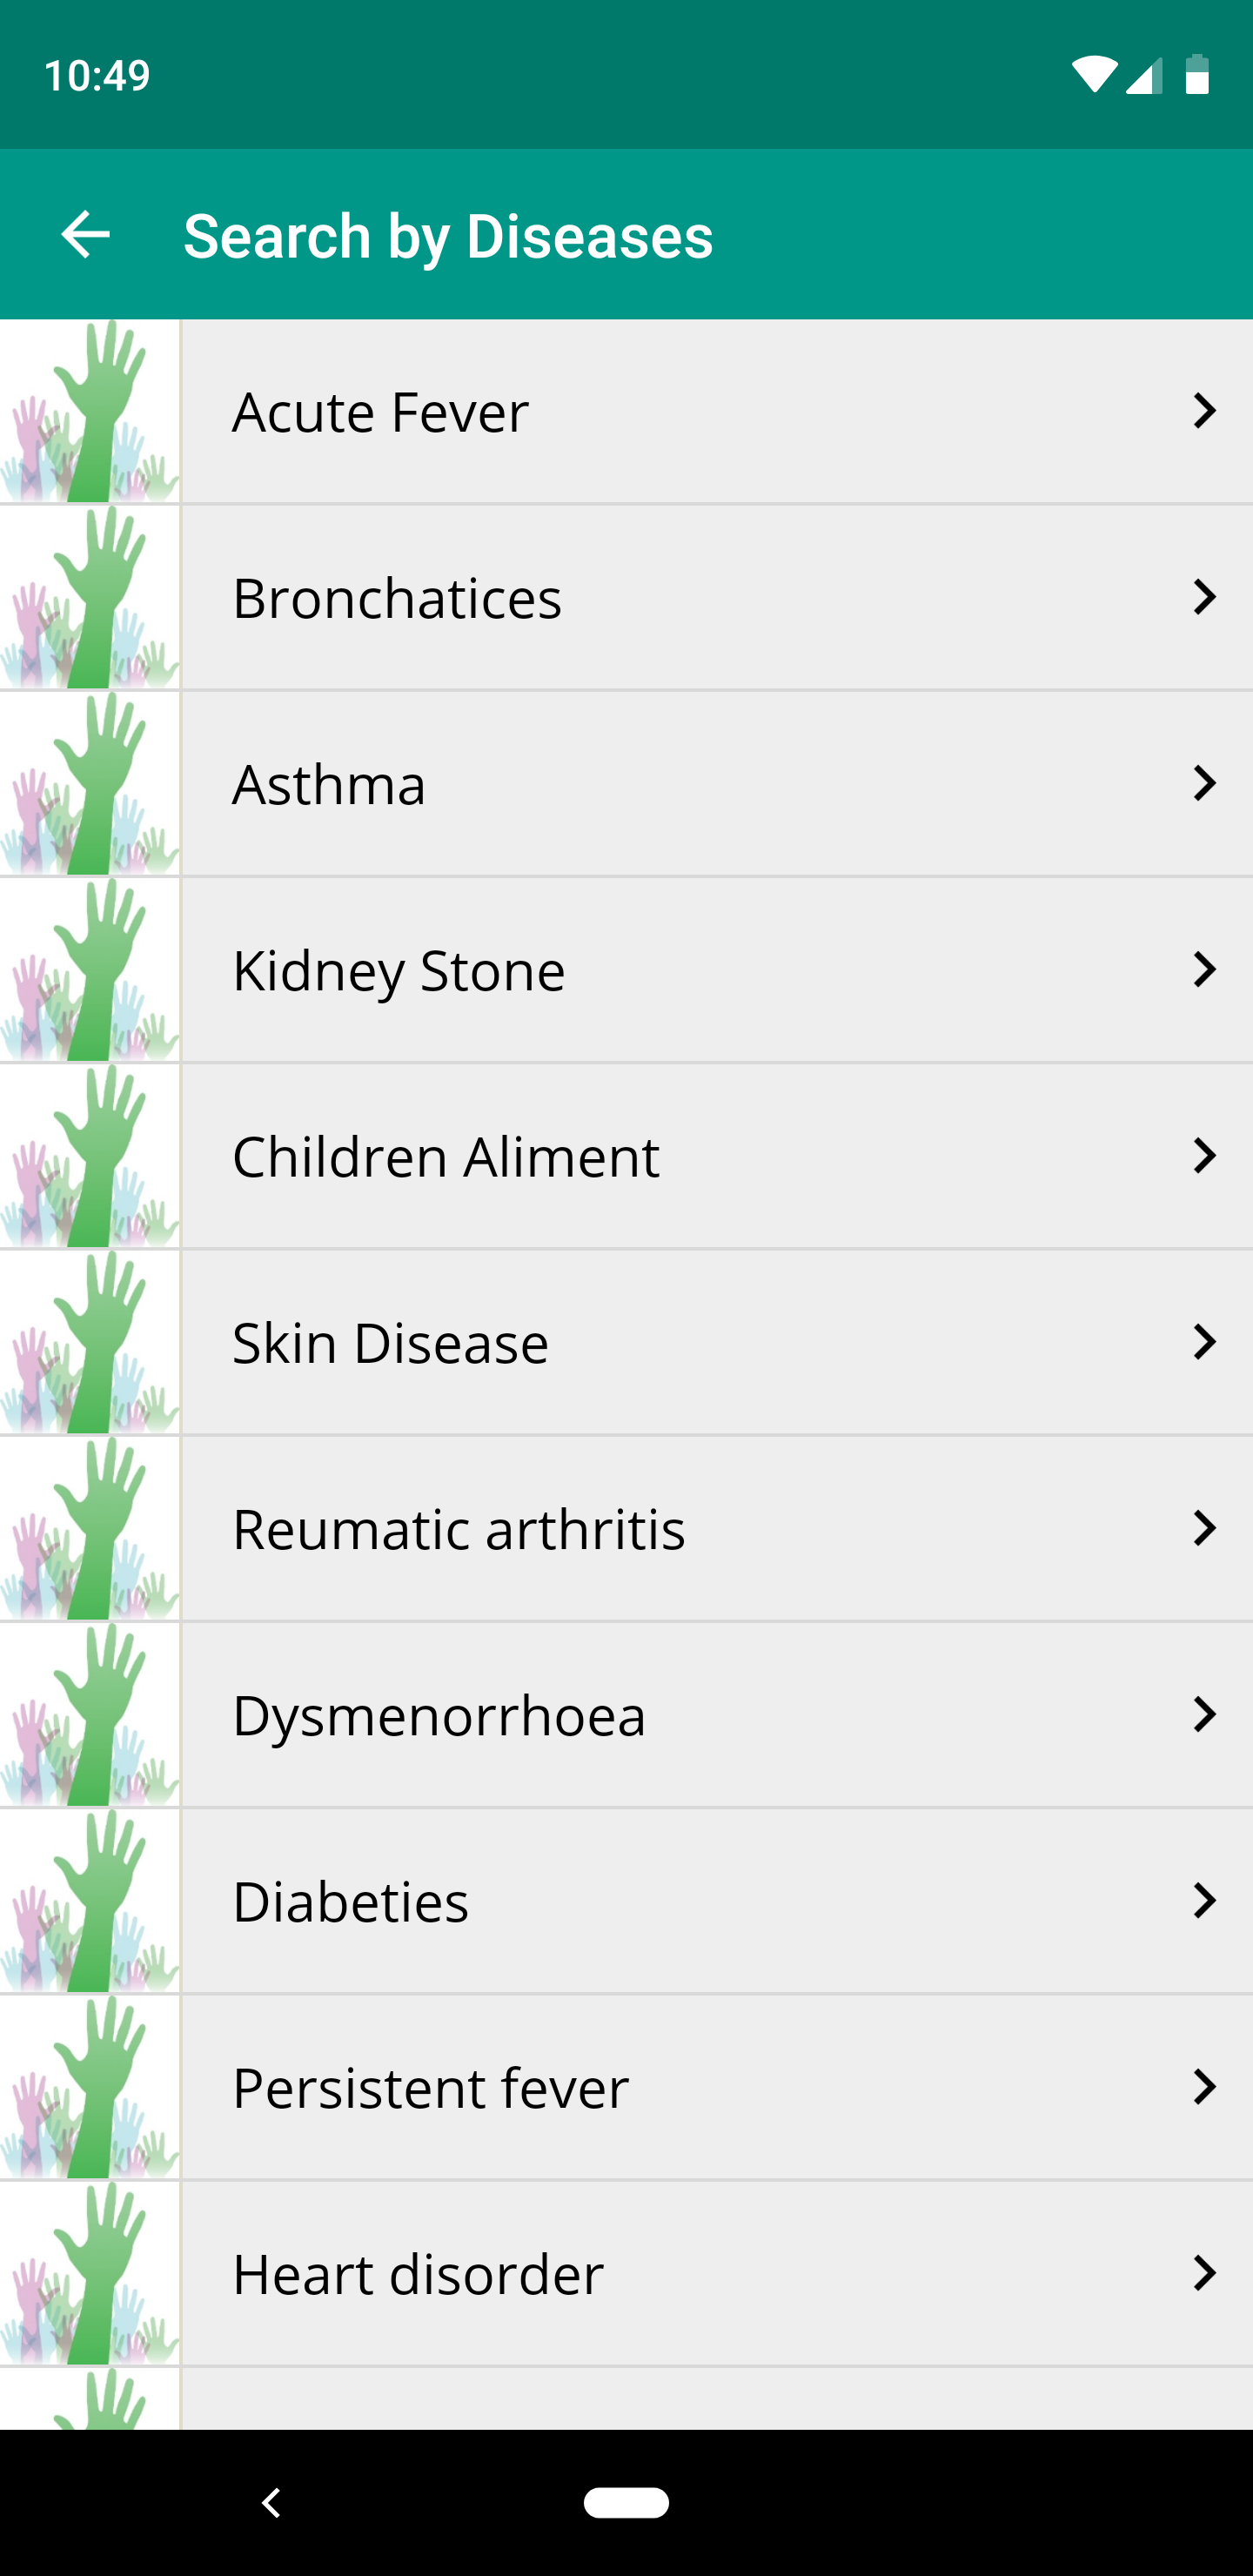 10:49
Search by Diseases
Acute Fever
Bronchatices
Asthma
Kidney Stone
Children Aliment
Skin Disease
Reumatic arthritis
Dysmenorrhoea
Diabeties
Persistent fever
Heart disorder